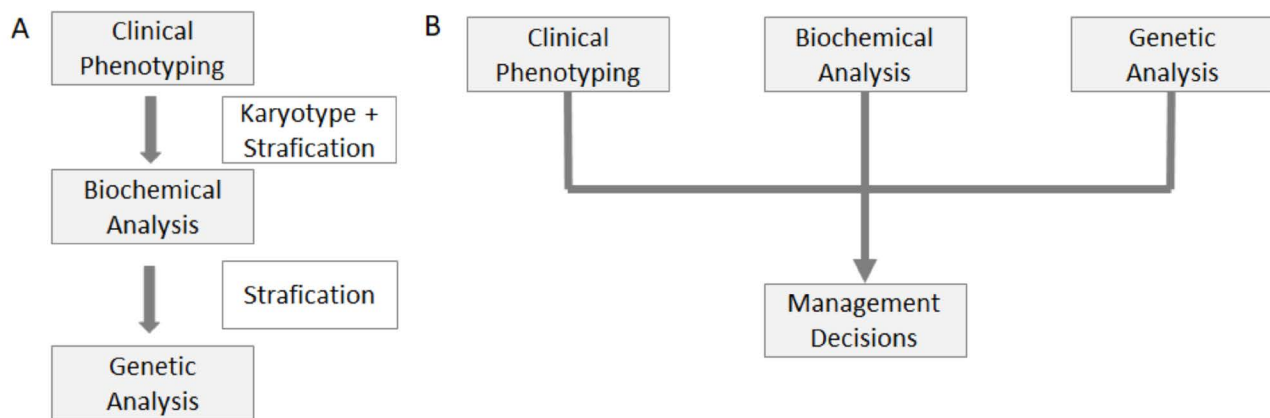 A
Clinical
Phenotyping
Karyotype +
Strafication
Biochemical
Analysis
Strafication
Genetic
Analysis
B
Clinical
Phenotyping
Biochemical
Analysis
Genetic
Analysis
Management
Decisions